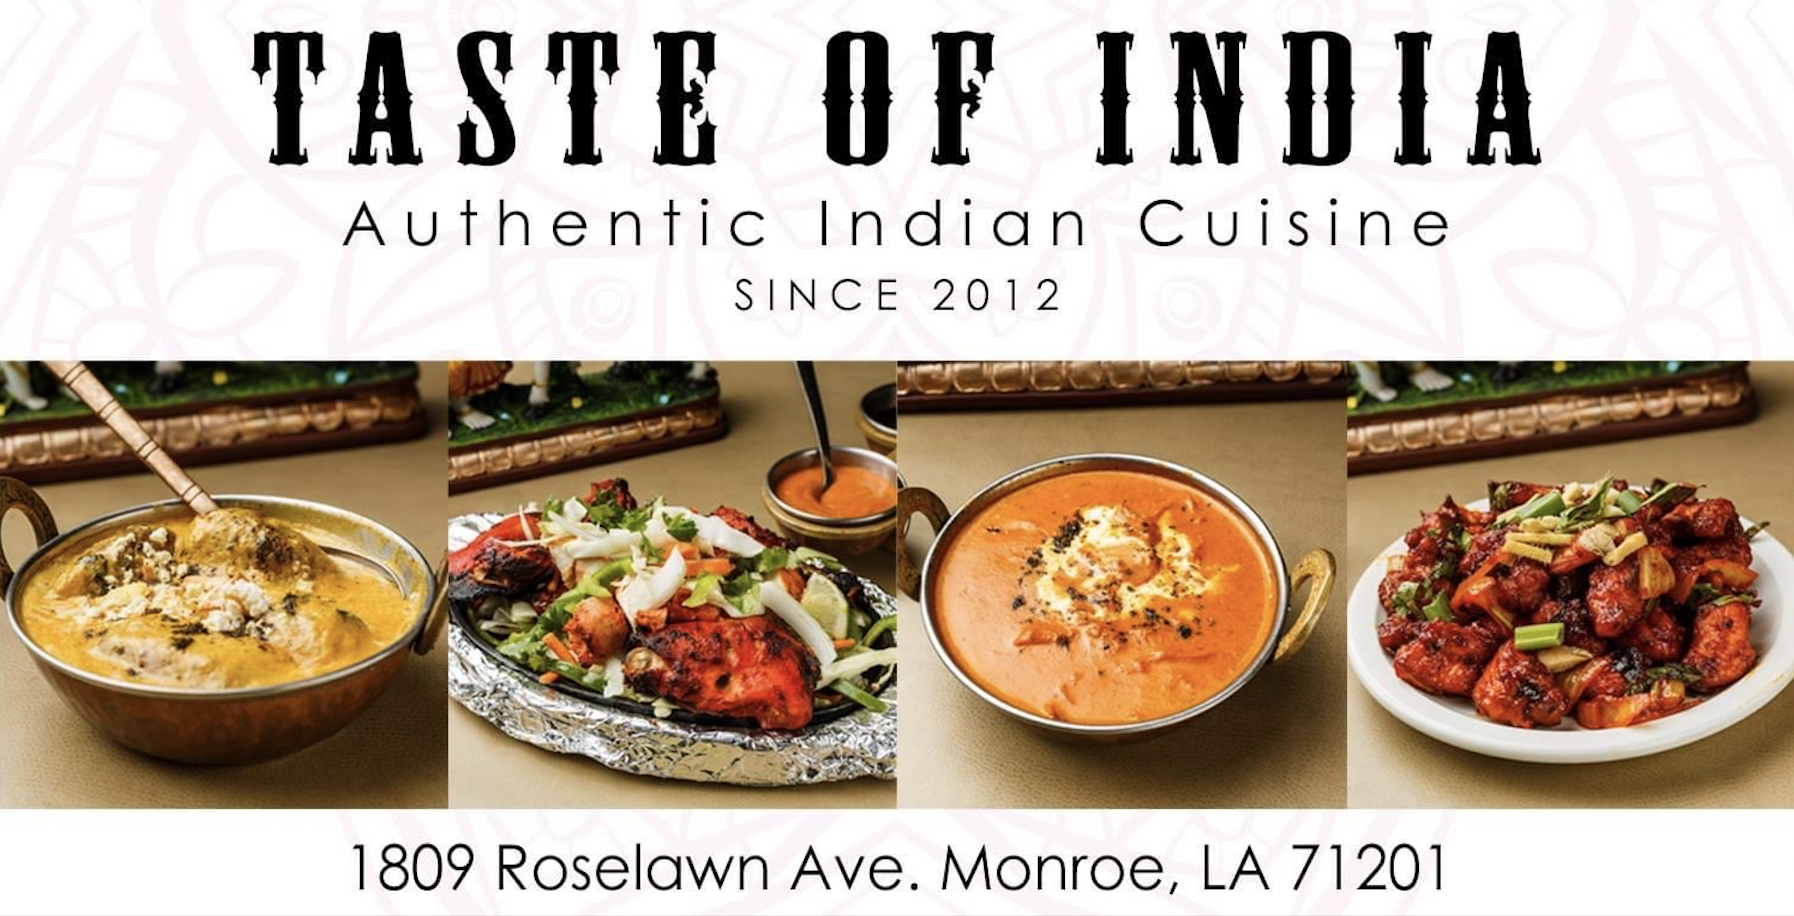 TASTE OF INDIA
Authentic Indian Cuisine
SINCE 2012
1809 Roselawn Ave. Monroe, LA 71201